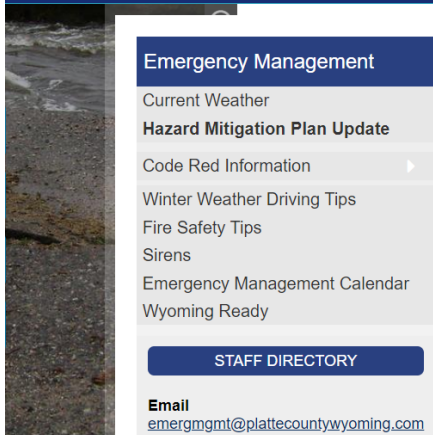 Emergency Management
Current Weather
Hazard Mitigation Plan Update
Code Red Information
Winter Weather Driving Tips
Fire Safety Tips
Sirens
Emergency Management Calendar
Wyoming Ready
STAFF DIRECTORY
Email
emergmgmt@plattecountywyoming.com